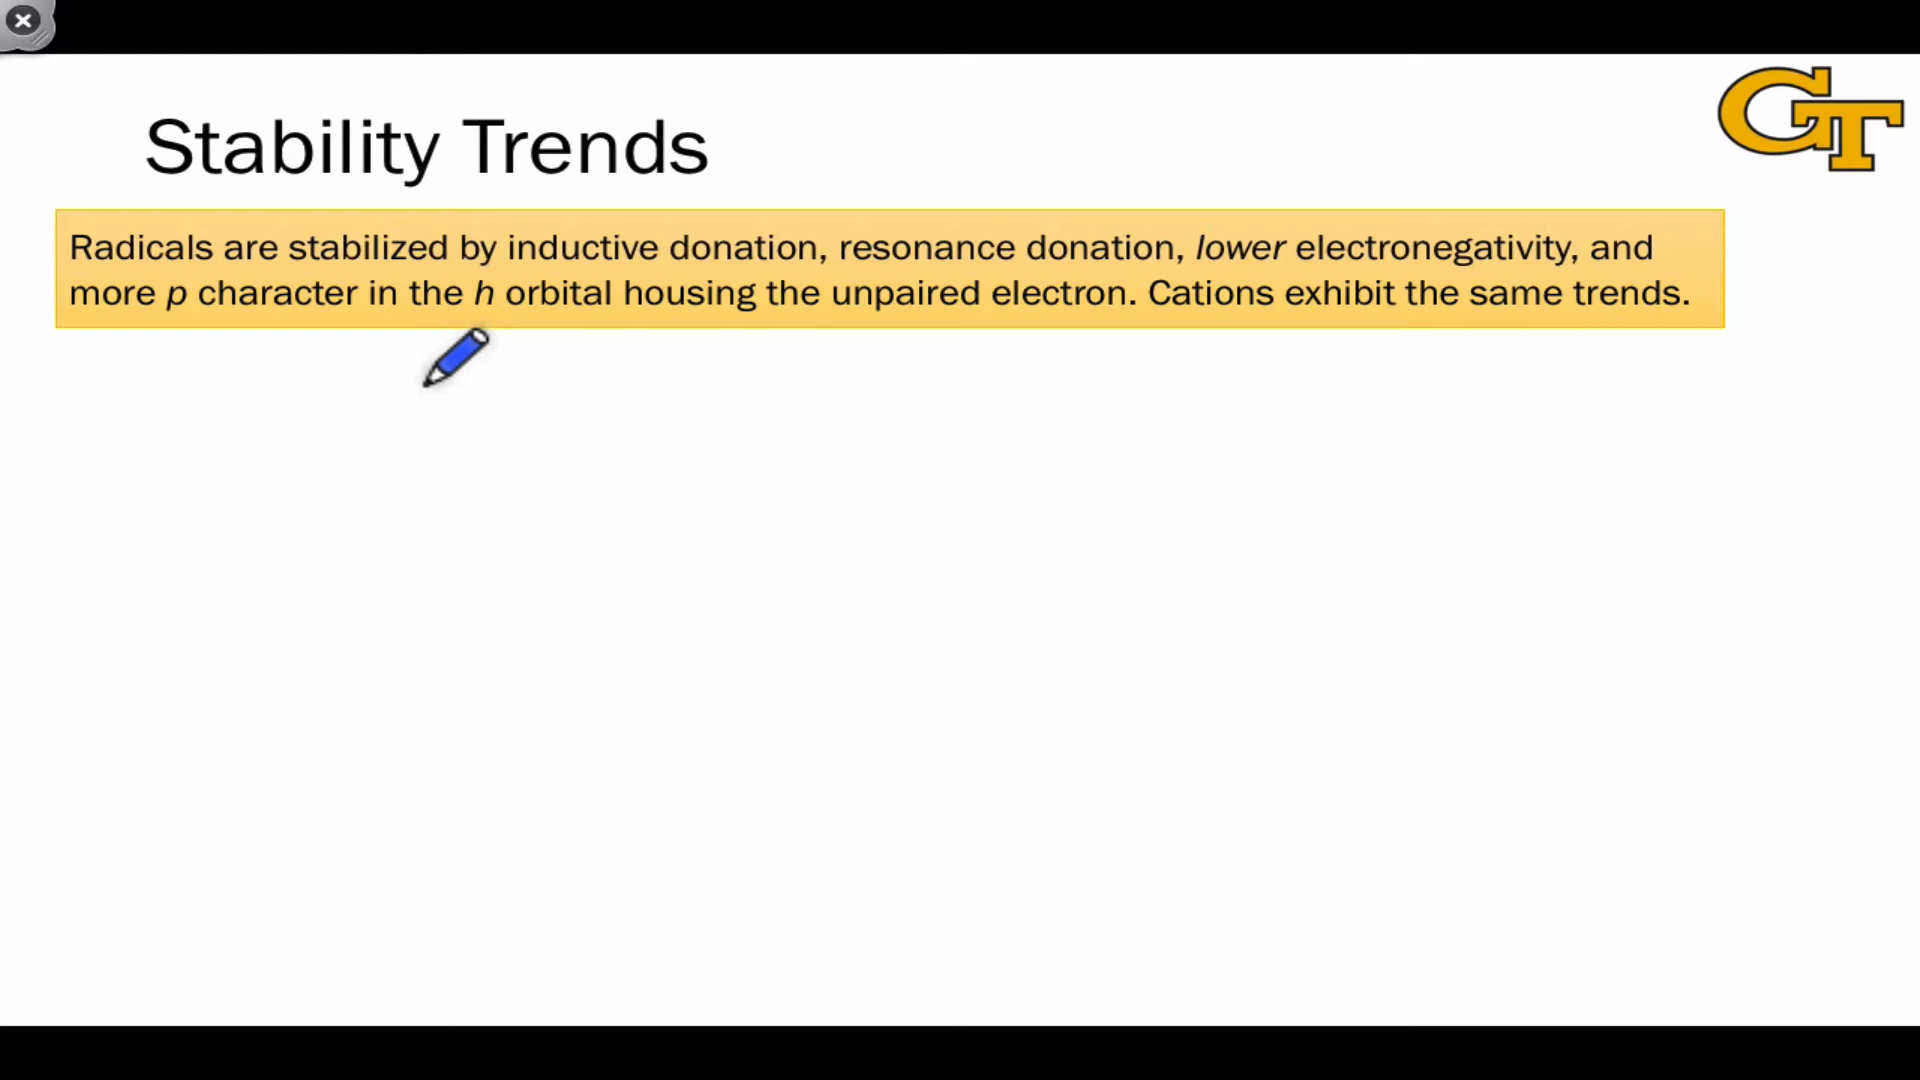 GT
Stability Trends
Radicals are stabilized by inductive donation, resonance donation, lower electronegativity, and
more p character in the h orbital housing the unpaired electron. Cations exhibit the same trends.